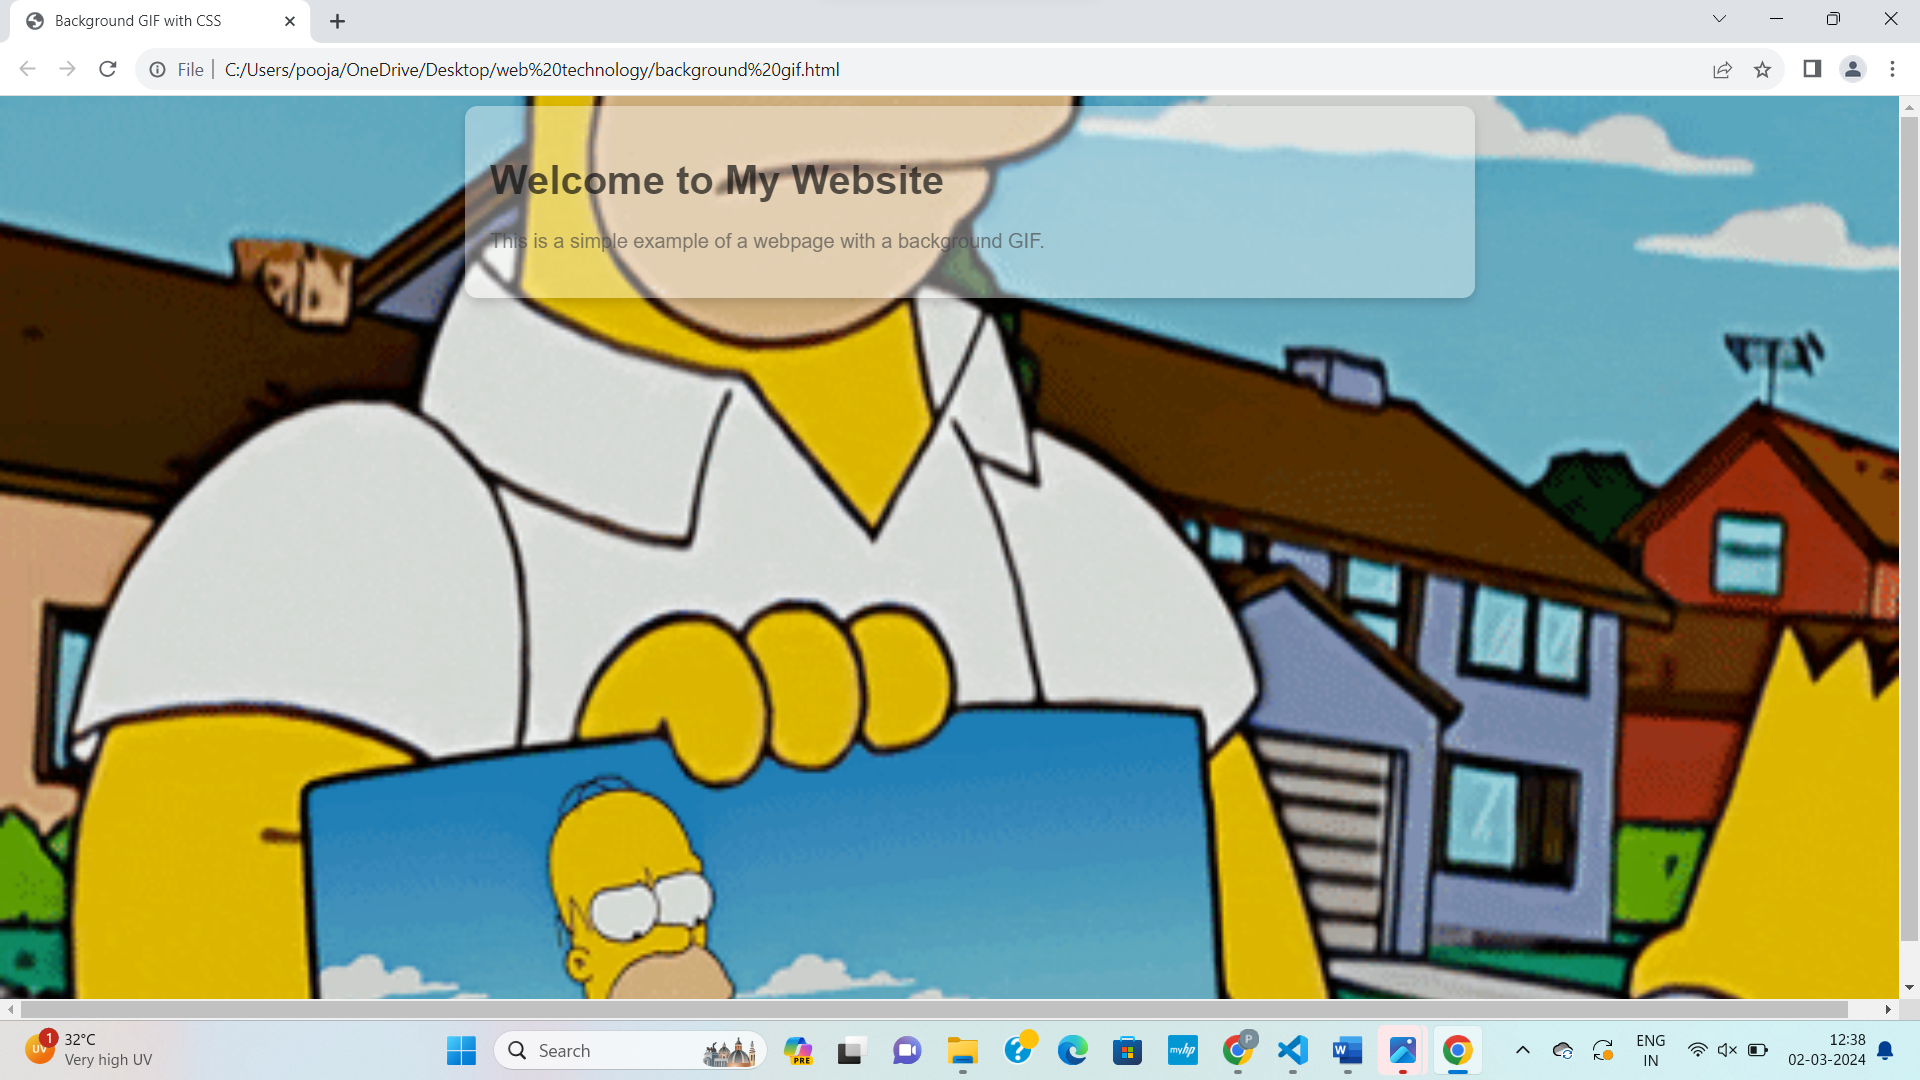 Background GIF with CSS
File
C:/Users/pooja/OneDrive/Desktop/web%20technology/background%20gif.html
Welcome to My Website
This is a simple example of a webpage with a background GIF.
UV
1
32°C
Very high UV
Search
PRE
myhp
P
W
ENG
IN
12:38
02-03-2024